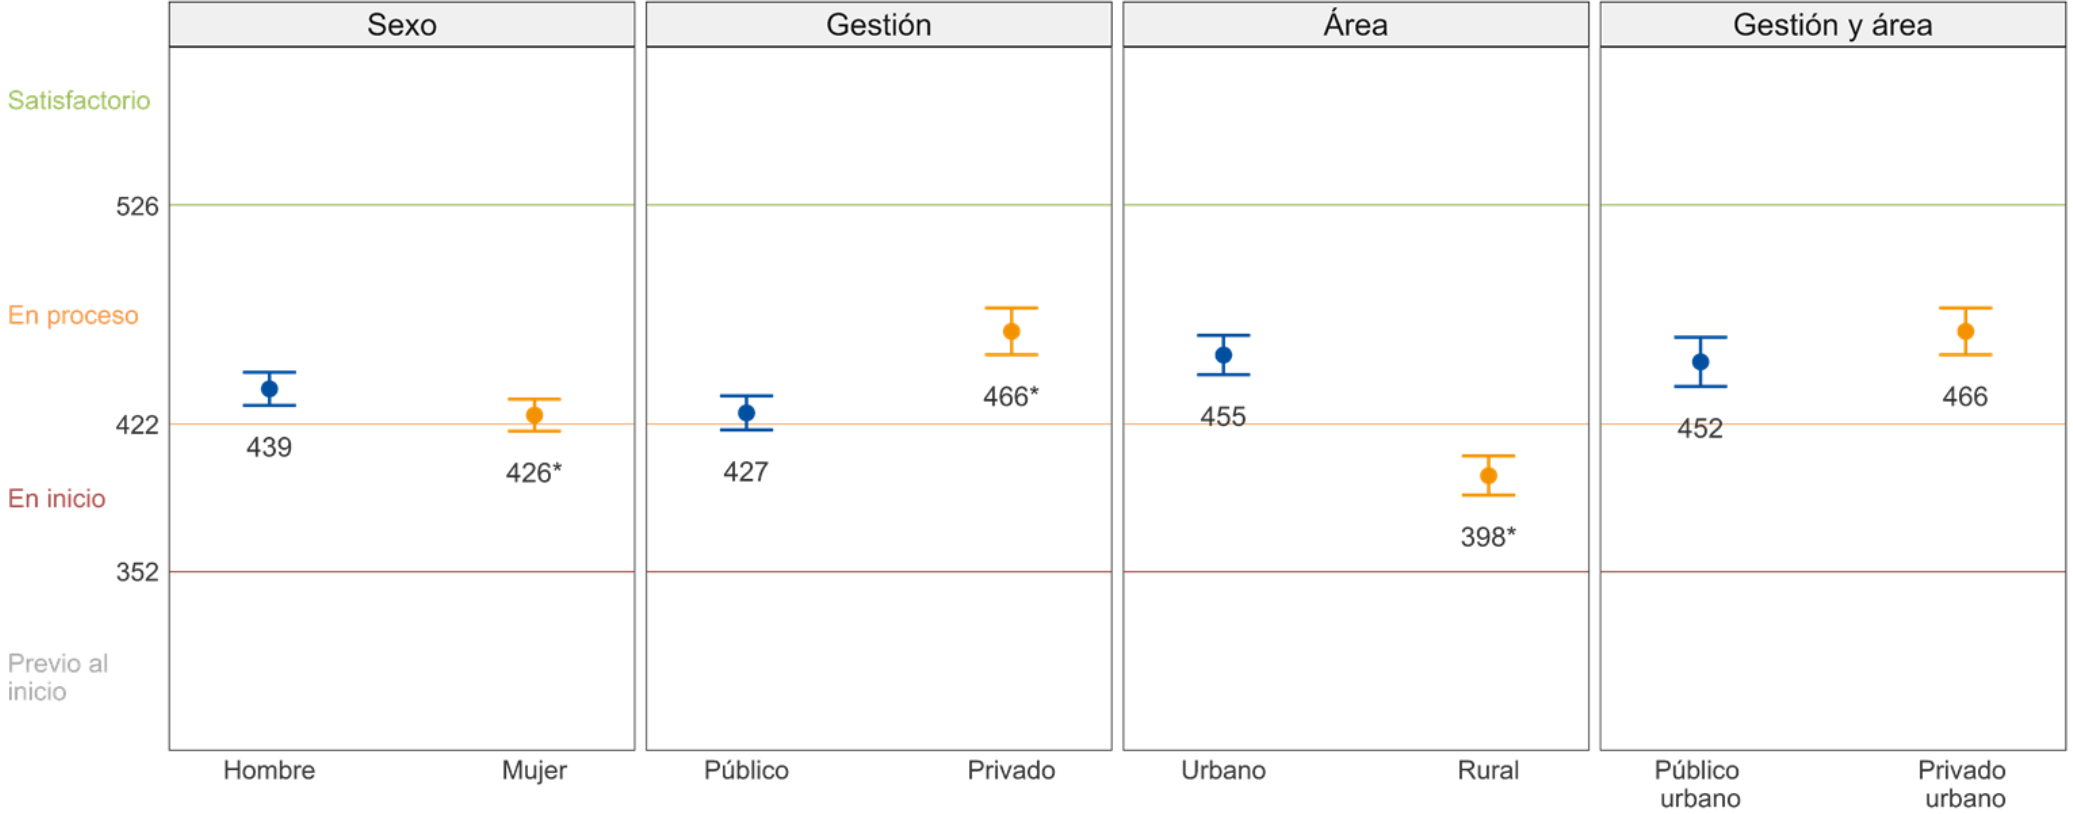 Sexo
Gestión
Área
Gestión y área
Satisfactorio
526
En proceso
466*
466
455
452
422
439
426*
427
En inicio
398*
352
Previo al
inicio
Hombre
Mujer
Público
Privado
Urbano
Rural
Público
urbano
Privado
urbano